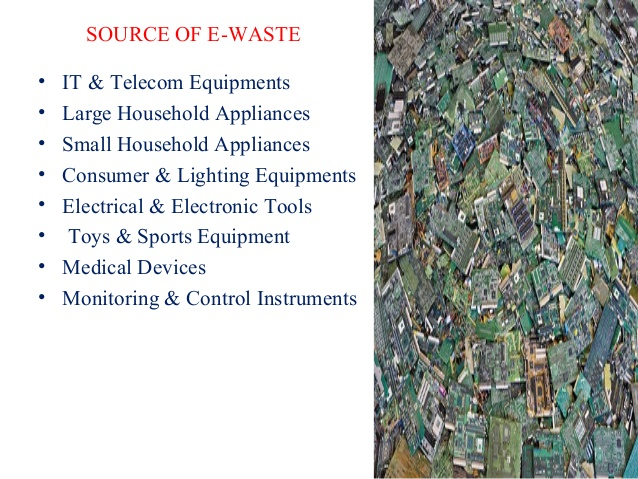 SOURCE OF E-WASTE
• IT & Telecom Equipments
• Large Household Appliances
• Small Household Appliances
• Consumer & Lighting Equipments
• Electrical & Electronic Tools
• Toys & Sports Equipment
• Medical Devices
• Monitoring & Control Instruments